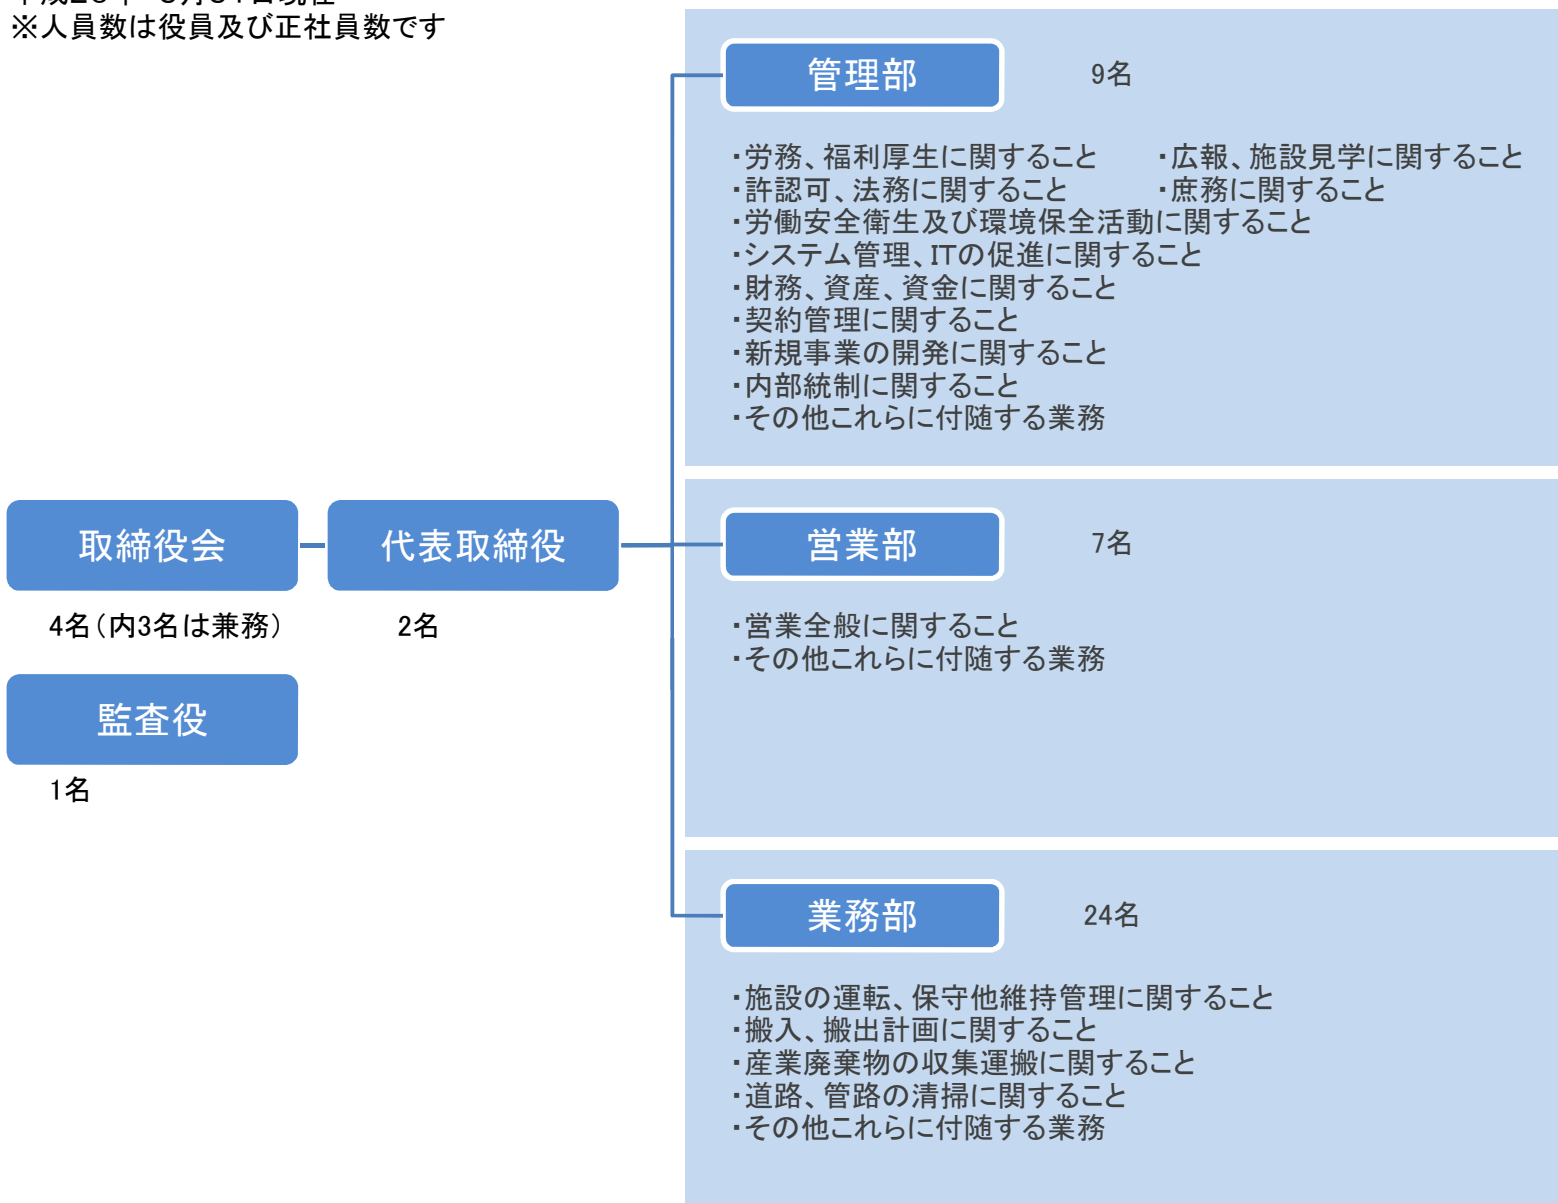 ※人員数は役員及び正社員数です
管理部 9名
・労務、福利厚生に関すること ・広報、施設見学に関すること
・許認可、法務に関すること ・庶務に関すること
・労働安全衛生及び環境保全活動に関すること
・システム管理、ITの促進に関すること
・財務、資産、資金に関すること
・契約管理に関すること
・新規事業の開発に関すること
・内部統制に関すること
・その他これらに付随する業務
取締役会
4名（内3名は兼務）
代表取締役
2名
監査役
1名
営業部 7名
・営業全般に関すること
・その他これらに付随する業務
業務部 24名
・施設の運転、保守他維持管理に関すること
・搬入、搬出計画に関すること
・産業廃棄物の収集運搬に関すること
・道路、管路の清掃に関すること
・その他これらに付随する業務